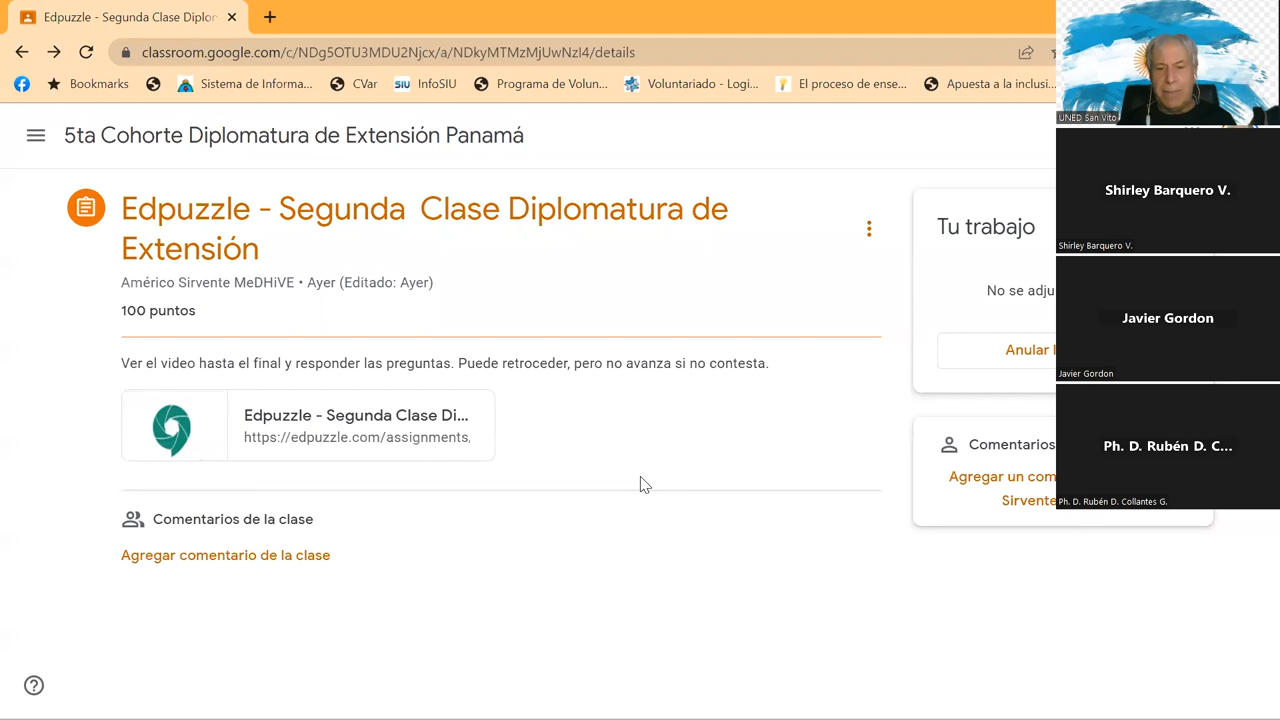 Edpuzzle - Segunda Clase Diplor
classroom.google.com/c/NDg5OTU3MDU2Njcx/a/NDkyMTMzMjUwNzI4/details
Bookmarks
Sistema de Informa...
CVar
SIU InfoSIU
Programa de Volun...
Voluntariado - Logi...
El proceso de ense...
Apuesta a la inclusi...
5ta Cohorte Diplomatura de Extensión Panamá
Edpuzzle - Segunda Clase Diplomatura de
Extensión
Américo Sirvente MeDHiVE • Ayer (Editado: Ayer)
100 puntos
Ver el video hasta el final y responder las preguntas. Puede retroceder, pero no avanza si no contesta.
Edpuzzle - Segunda Clase Di...
https://edpuzzle.com/assignments,
Comentarios de la clase
Agregar comentario de la clase
Tu trabajo
No se adju
Anular l
Comentarios
Agregar un com
Sirvente
UNED San Vito
Shirley Barquero V.
Shirley Barquero V.
Javier Gordon
Javier Gordon
Ph. D. Rubén D. C...
Ph. D. Rubén D. Collantes G.